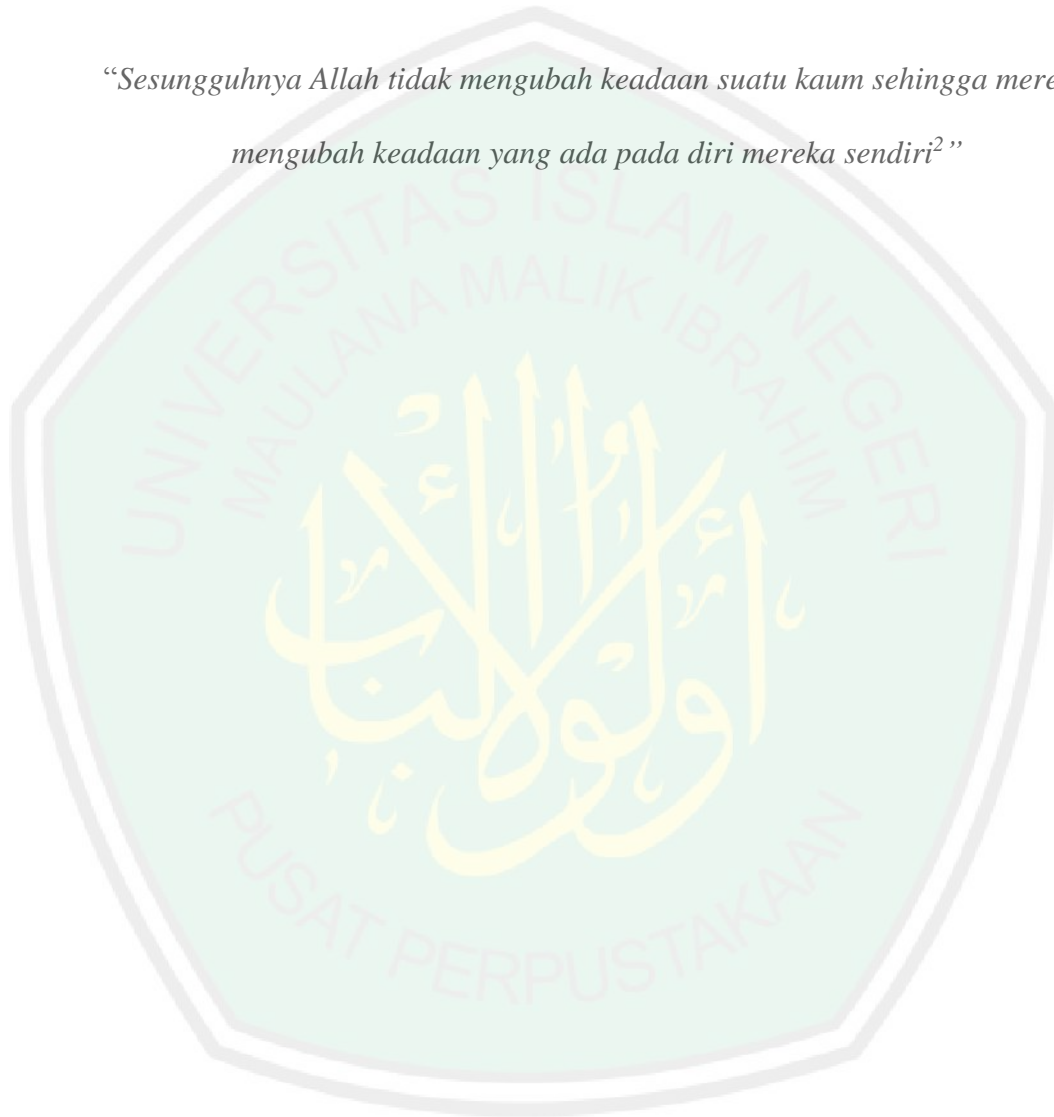 “Sesungguhnya Allah tidak mengubah keadaan suatu kaum sehingga mere
mengubah keadaan yang ada pada diri mereka sendiri²”
UNIVERSITAS ISLAM NEGERI
MAULANA MALIK IBRAHIM
أولوا الألباب
PUSAT PERPUSTAKAAN